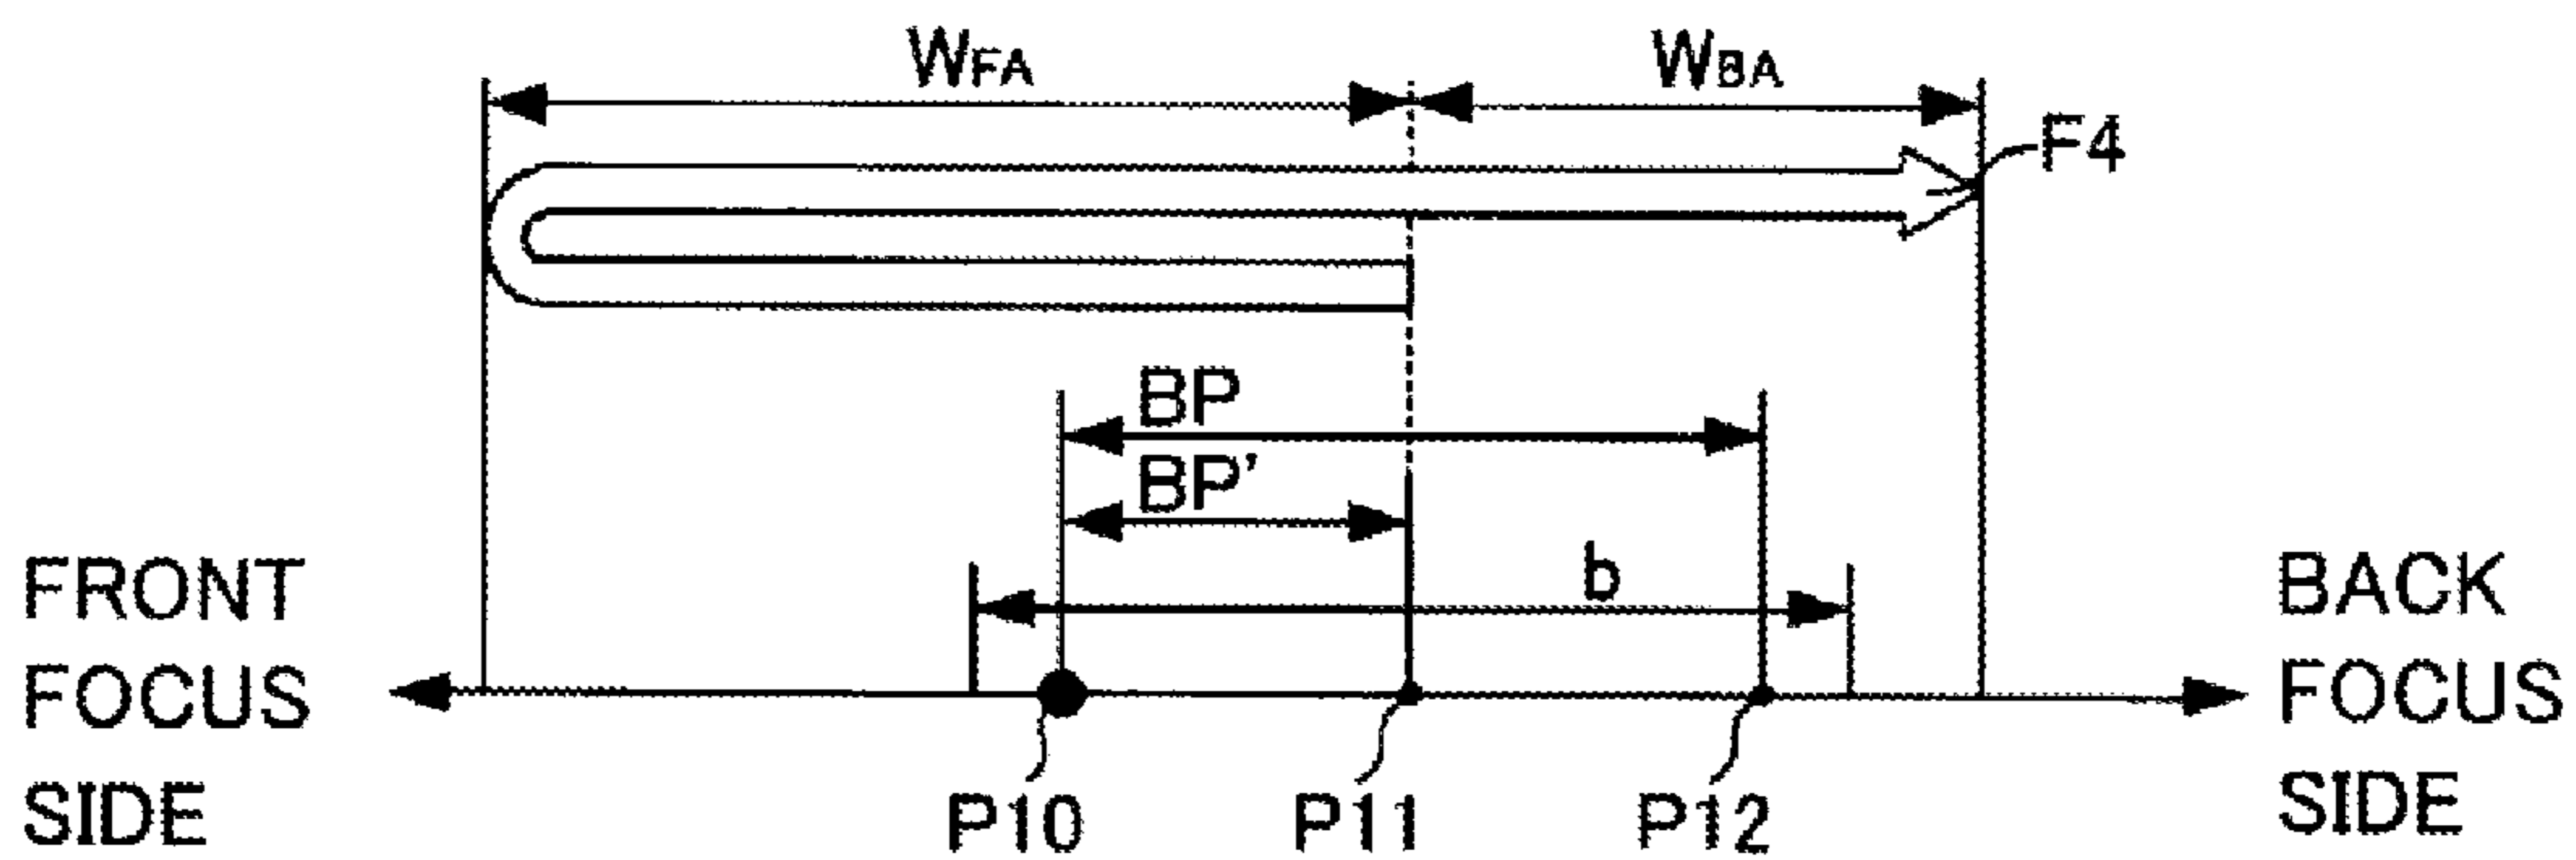 WFA
WBA
F4
BP
BP'
b
FRONT
FOCUS
SIDE
BACK
FOCUS
SIDE
P10
P11
P12